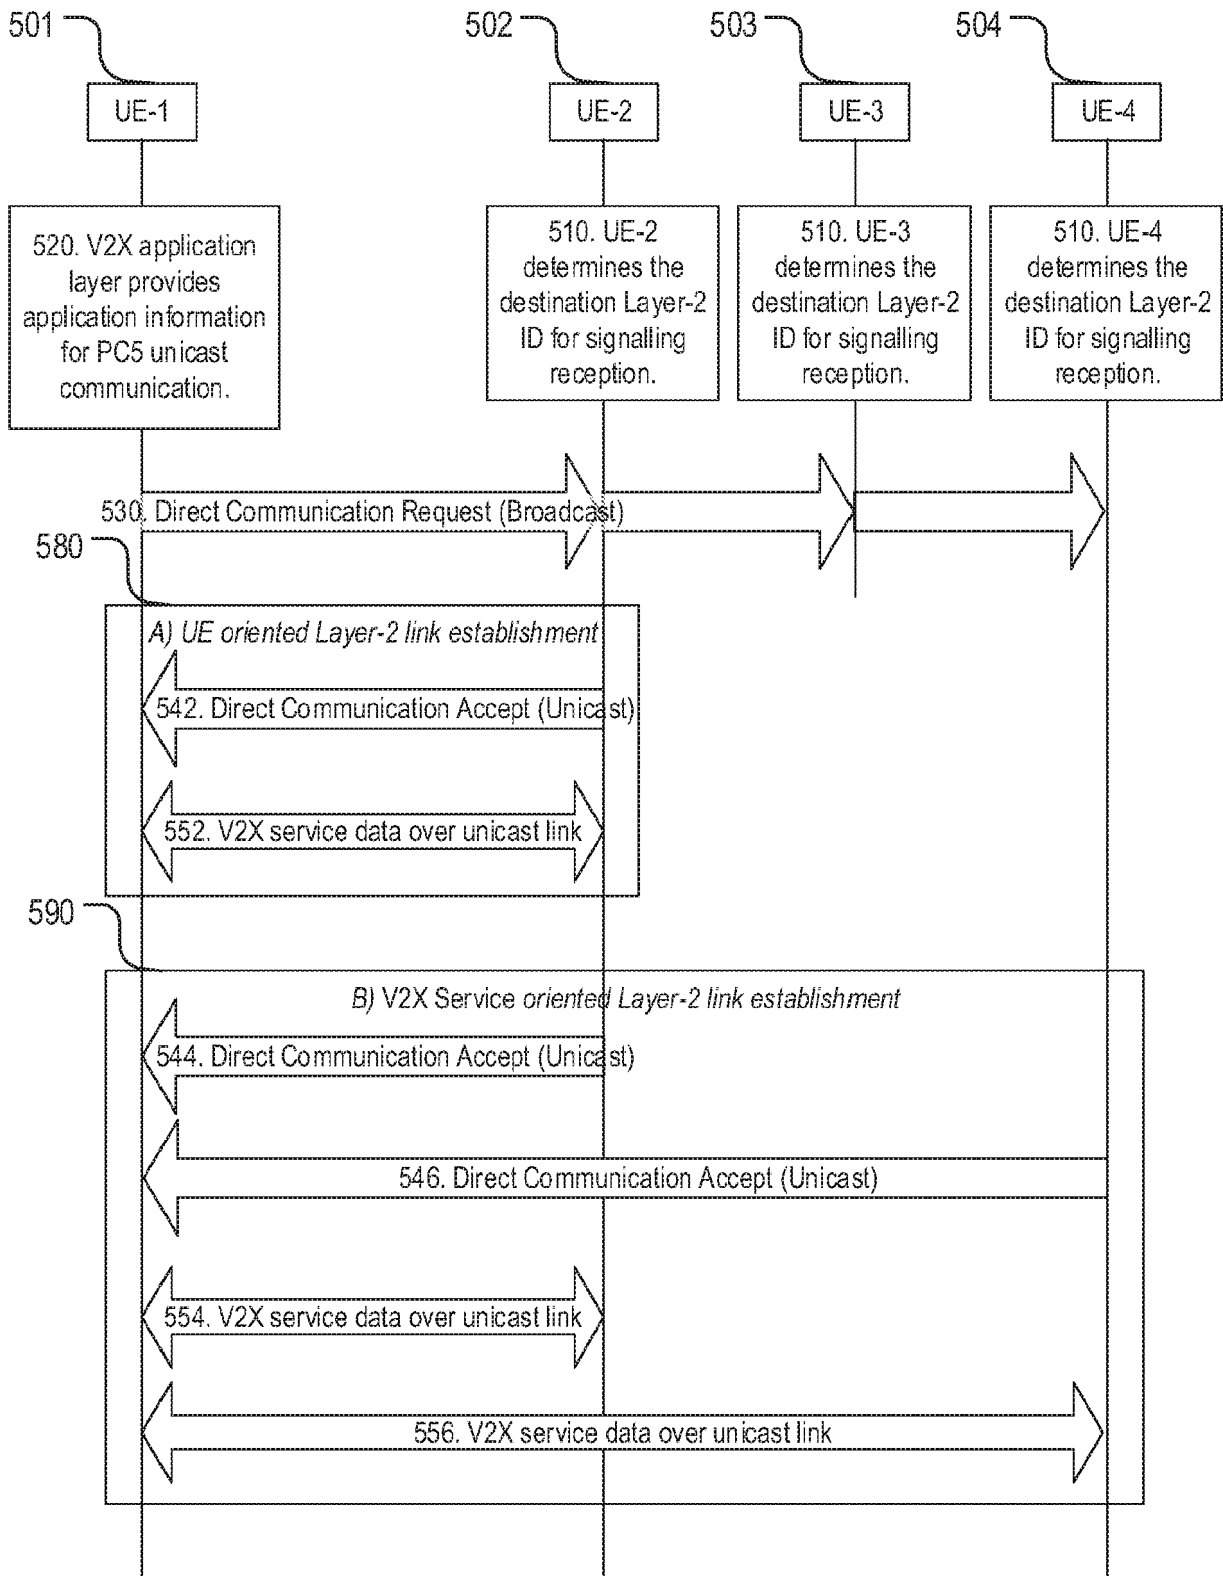 501
502
503
504
UE-1
UE-2
UE-3
UE-4
520. V2X application
layer provides
application information
for PC5 unicast
communication.
510. UE-2
determines the
destination Layer-2
ID for signalling
reception.
510. UE-3
determines the
destination Layer-2
ID for signalling
reception.
510. UE-4
determines the
destination Layer-2
ID for signalling
reception.
530. Direct Communication Request (Broadcast)
580
A) UE oriented Layer-2 link establishment
542. Direct Communication Accept (Unicast)
552. V2X service data over unicast link
590
B) V2X Service oriented Layer-2 link establishment
544. Direct Communication Accept (Unicast)
546. Direct Communication Accept (Unicast)
554. V2X service data over unicast link
556. V2X service data over unicast link